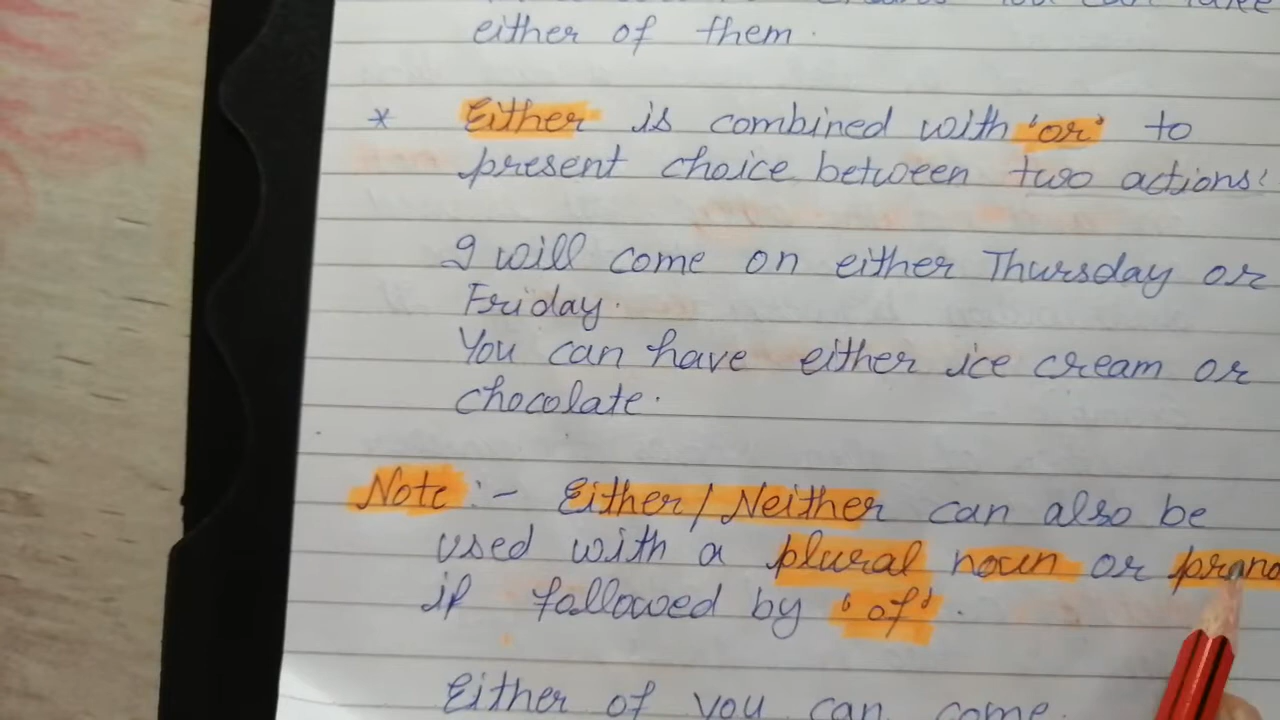 either of them.
* Either is combined with 'or' to
present choice between two actions:
I will come on either Thursday or
Friday.
You can have either ice cream or
chocolate.
Note :- Either/Neither can also be
used with a plural noun or
if followed by 'of'.
Either of you can come.